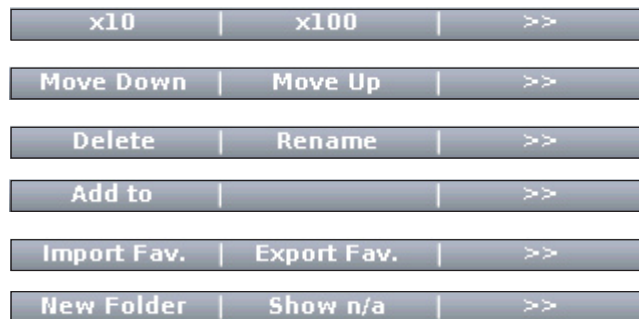 x10 | x100 | >>
Move Down | Move Up | >>
Delete | Rename | >>
Add to | | >>
Import Fav. | Export Fav. | >>
New Folder | Show n/a | >>